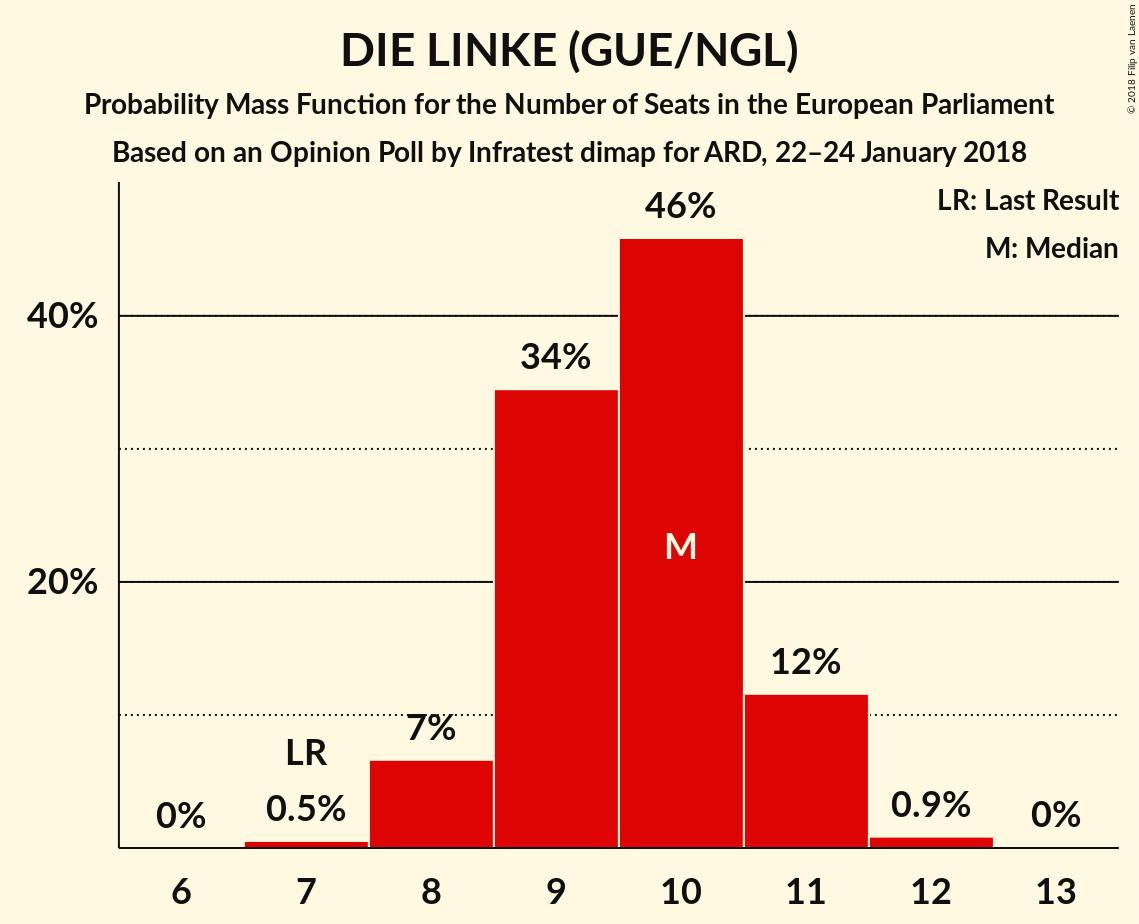 DIE LINKE (GUE/NGL)
Probability Mass Function for the Number of Seats in the European Parliament
Based on an Opinion Poll by Infratest dimap for ARD, 22–24 January 2018
© 2018 Filip van Laenen
LR: Last Result
M: Median
46%
40%
34%
M
20%
12%
7%
LR
0%
0.5%
0.9%
0%
6 7 8 9 10 11 12 13